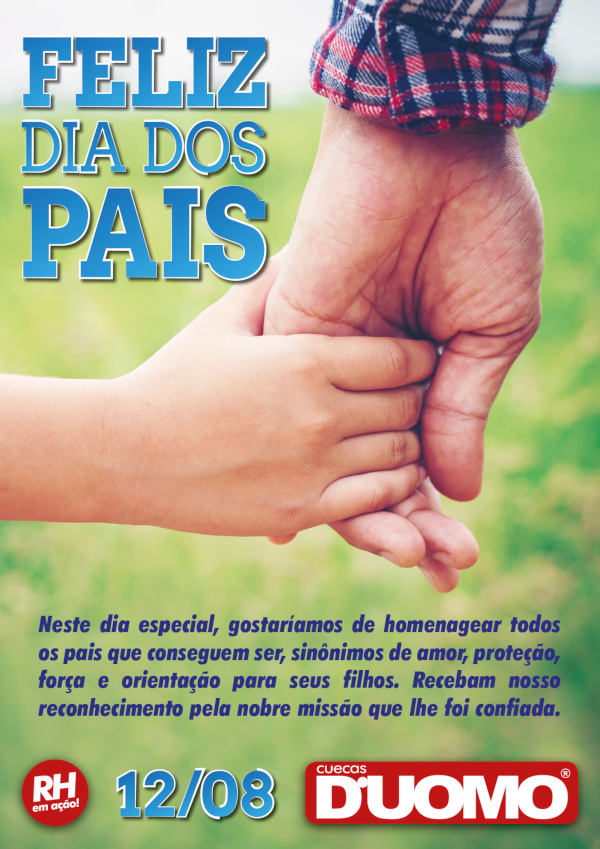 FELIZ
DIA DOS
PAIS
Neste dia especial, gostaríamos de homenagear todos
os pais que conseguem ser, sinônimos de amor, proteção,
força e orientação para seus filhos. Recebam nosso
reconhecimento pela nobre missão que lhe foi confiada.
RH
em ação!
12/08
cuecas
D'UOMO®